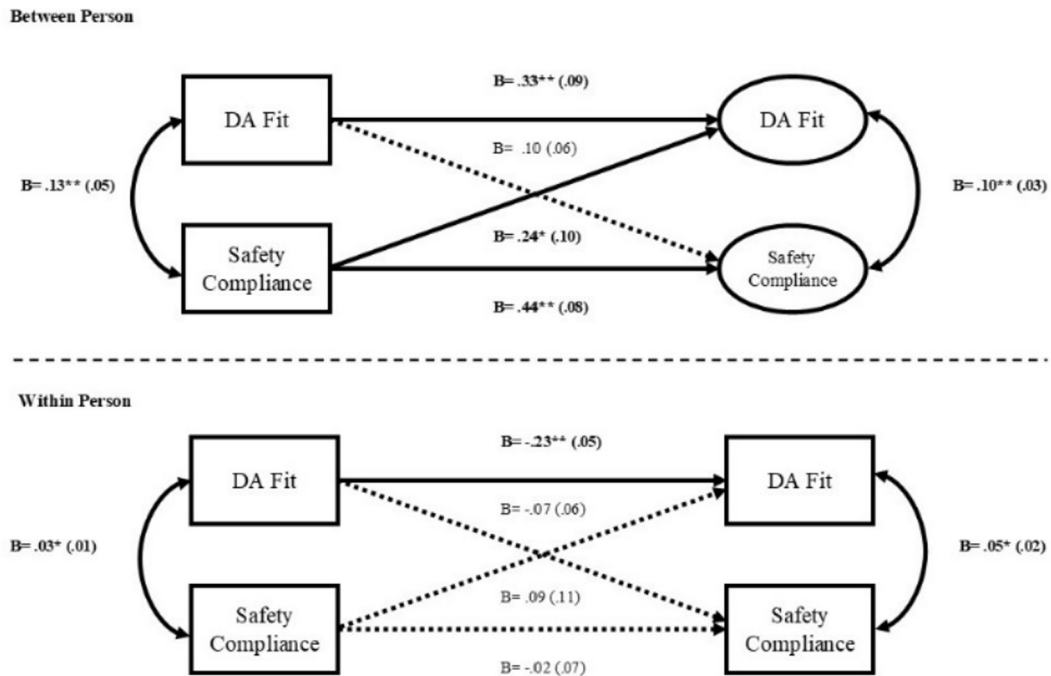 Between Person
B= .33** (.09)
DA Fit
DA Fit
B= .10 (.06)
B= .13** (.05)
B= .10** (.03)
B= .24* (.10)
Safety
Compliance
Safety
Compliance
B= .44** (.08)
Within Person
B= -.23** (.05)
DA Fit
DA Fit
B= -.07 (.06)
B= .03* (.01)
B= .05* (.02)
B= .09 (.11)
Safety
Compliance
Safety
Compliance
B= -.02 (.07)